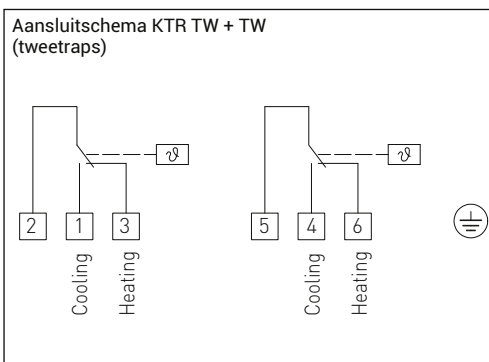 Aansluitschema KTR TW + TW
(tweetraps)
ϑ ϑ
2 1 3 5 4 6
Cooling Heating Cooling Heating